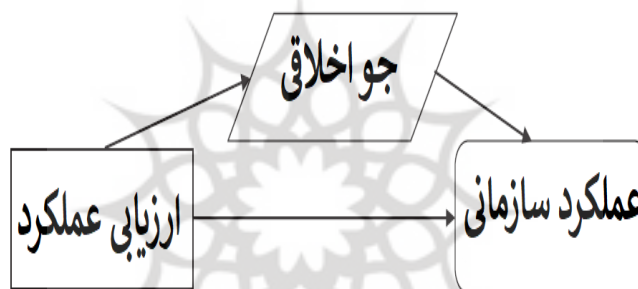 جو اخلاقی
عملکرد سازمانی
ارزیابی عملکرد